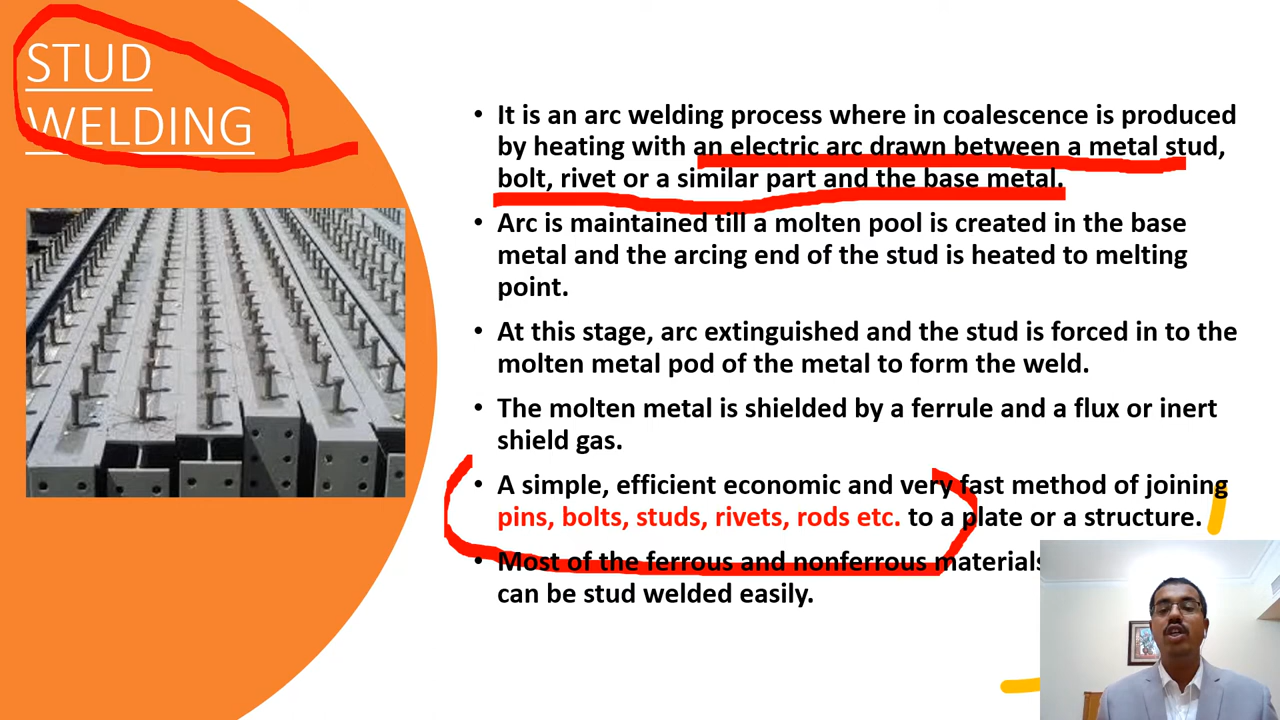 STUD
WELDING
• It is an arc welding process where in coalescence is produced
by heating with an electric arc drawn between a metal stud,
bolt, rivet or a similar part and the base metal.
• Arc is maintained till a molten pool is created in the base
metal and the arcing end of the stud is heated to melting
point.
• At this stage, arc extinguished and the stud is forced in to the
molten metal pod of the metal to form the weld.
• The molten metal is shielded by a ferrule and a flux or inert
shield gas.
• A simple, efficient economic and very fast method of joining
pins, bolts, studs, rivets, rods etc. to a plate or a structure.
• Most of the ferrous and nonferrous materials
can be stud welded easily.